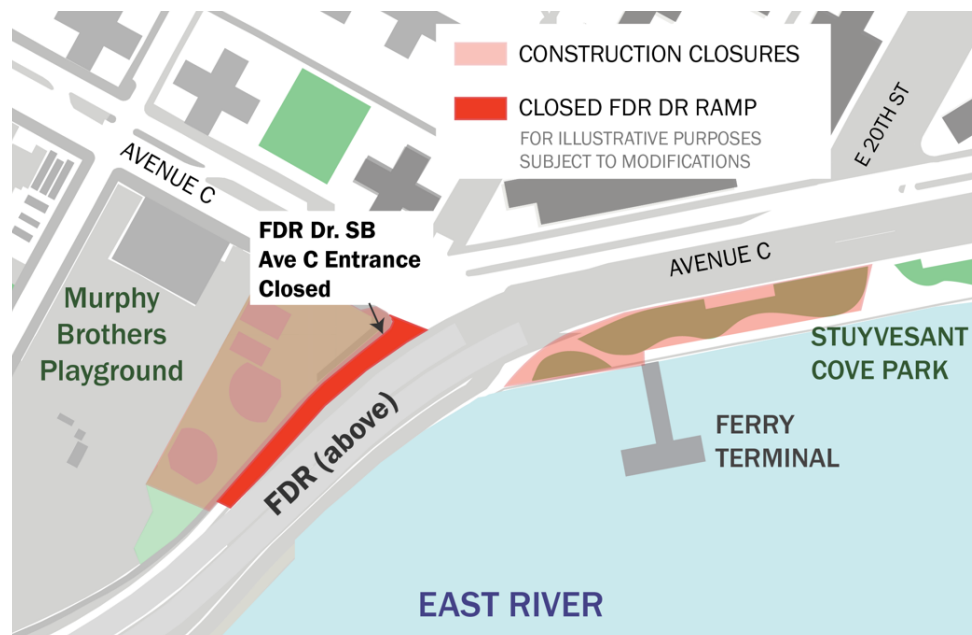 CONSTRUCTION CLOSURES
CLOSED FDR DR RAMP
FOR ILLUSTRATIVE PURPOSES
SUBJECT TO MODIFICATIONS
E 20TH ST
AVENUE C
FDR Dr. SB
Ave C Entrance
Closed
AVENUE C
Murphy
Brothers
Playground
STUYVESANT
COVE PARK
FDR (above)
FERRY
TERMINAL
EAST RIVER